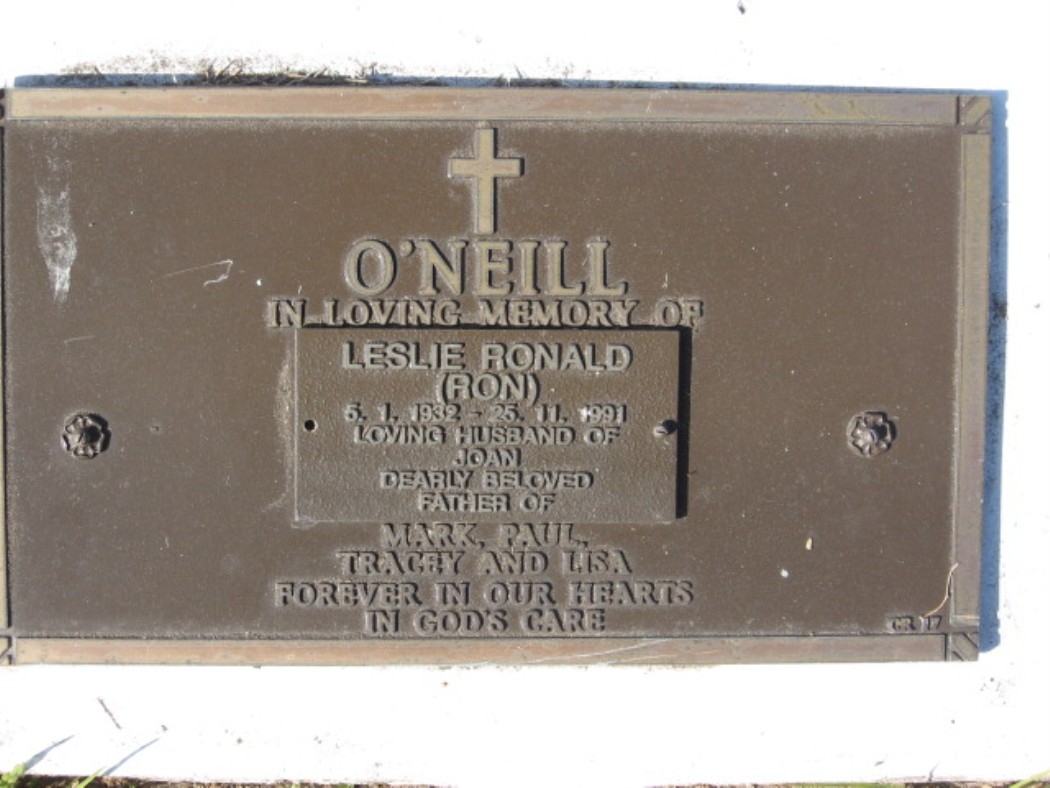 O'NEILL
IN LOVING MEMORY OF
LESLIE RONALD
(RON)
5. 1. 1932 - 25. 11. 1991
LOVING HUSBAND OF
JOAN
DEARLY BELOVED
FATHER OF
MARK, PAUL,
TRACEY AND LISA
FOREVER IN OUR HEARTS
IN GOD'S CARE
GR 17